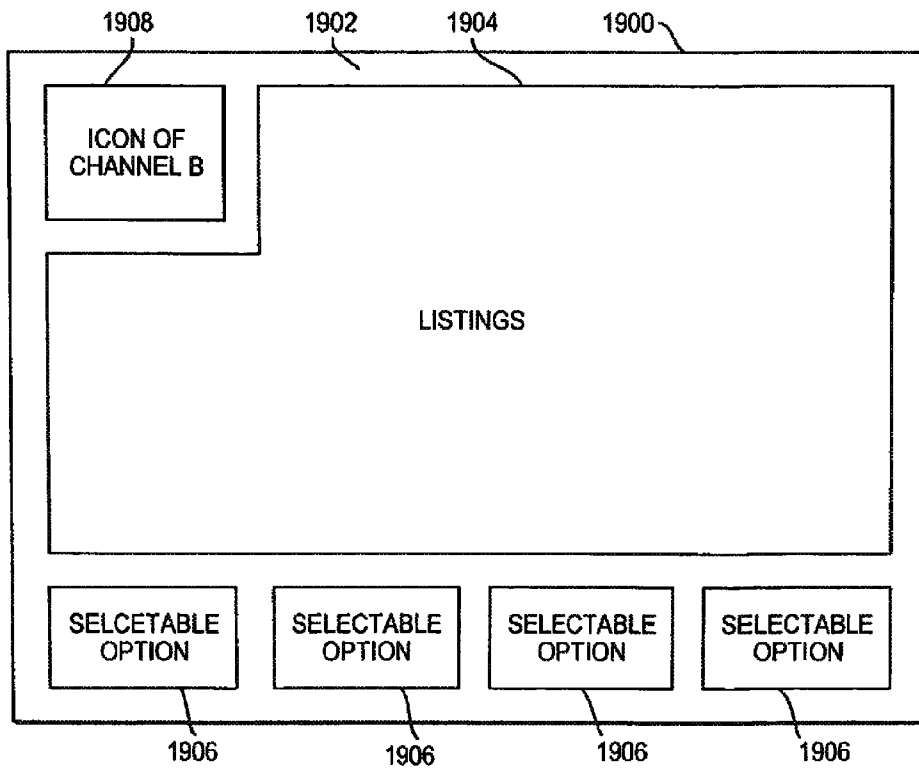 1908 1902 1904 1900
ICON OF
CHANNEL B
LISTINGS
SELCETABLE
OPTION
SELECTABLE
OPTION
SELECTABLE
OPTION
SELECTABLE
OPTION
1906 1906 1906 1906